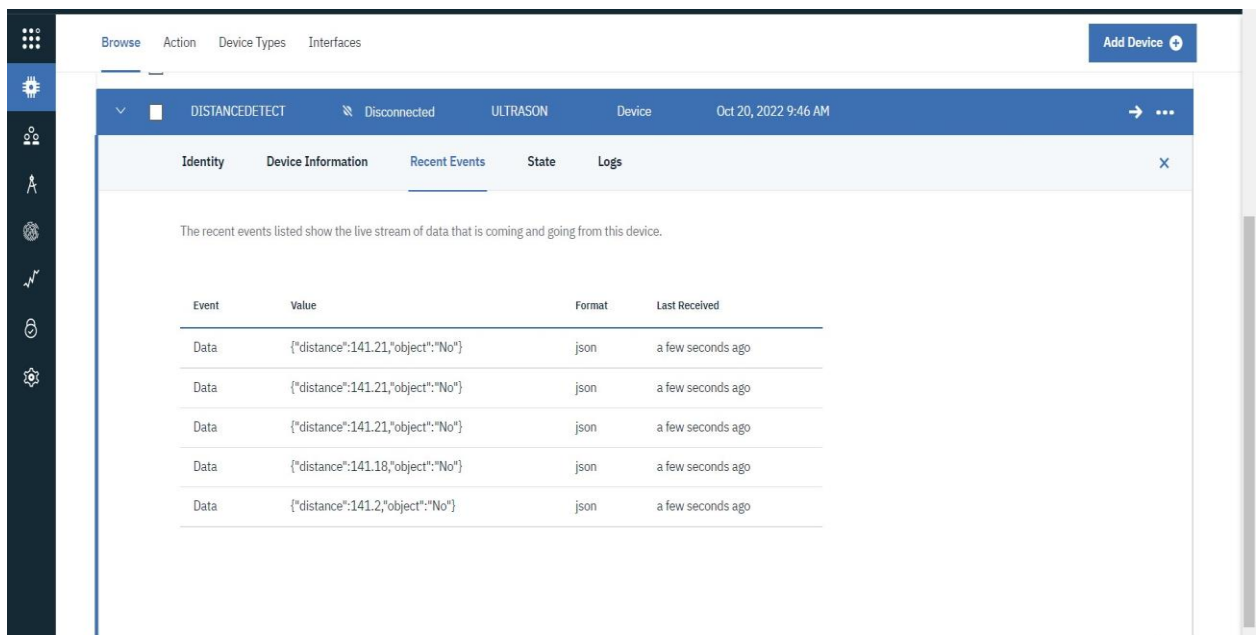 Browse Action Device Types Interfaces Add Device
DISTANCEDETECT Disconnected ULTRASON Device Oct 20, 2022 9:46 AM
Identity Device Information Recent Events State Logs
The recent events listed show the live stream of data that is coming and going from this device.
Event Value Format Last Received
Data {"distance":141.21,"object":"No"} json a few seconds ago
Data {"distance":141.21,"object":"No"} json a few seconds ago
Data {"distance":141.21,"object":"No"} json a few seconds ago
Data {"distance":141.18,"object":"No"} json a few seconds ago
Data {"distance":141.2,"object":"No"} json a few seconds ago